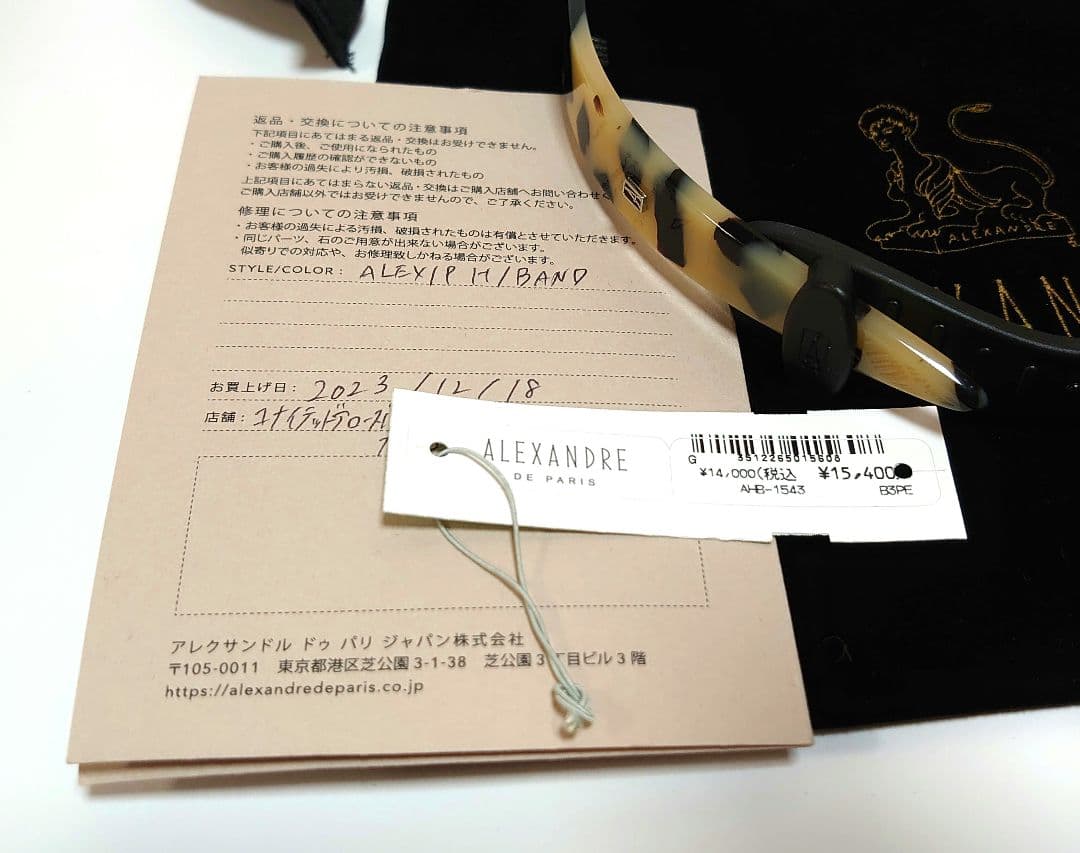 返品・交換についての注意事項
下記項目にあてはまる返品・交換はお受けできません。
・ご購入後、ご使用になられたもの
・ご購入履歴の確認ができないもの
・お客様の過失により汚損、破損されたもの
上記項目にあてはまらない返品・交換はご購入店舗へお問い合わせく
ご購入店舗以外ではお受けできませんので、ご了承ください。
修理についての注意事項
・お客様の過失による汚損、破損されたものは有償とさせていただきます。
・同じパーツ、石のご用意が出来ない場合がございます。
似寄りでの対応や、お修理致しかねる場合がございます。
STYLE/COLOR : ALEXIP H/BAND
お買上げ日 : 2023/12/18
店舗 : ユナイテッドアロー
ALEXANDRE
DE PARIS
G 3512265015608
¥14,000(税込 ¥15,400
AHB-1543 B3PE
アレクサンドル ドゥ パリ ジャパン株式会社
〒105-0011 東京都港区芝公園 3-1-38 芝公園 3丁目ビル 3 階
https://alexandredeparis.co.jp
ALEXANDRE